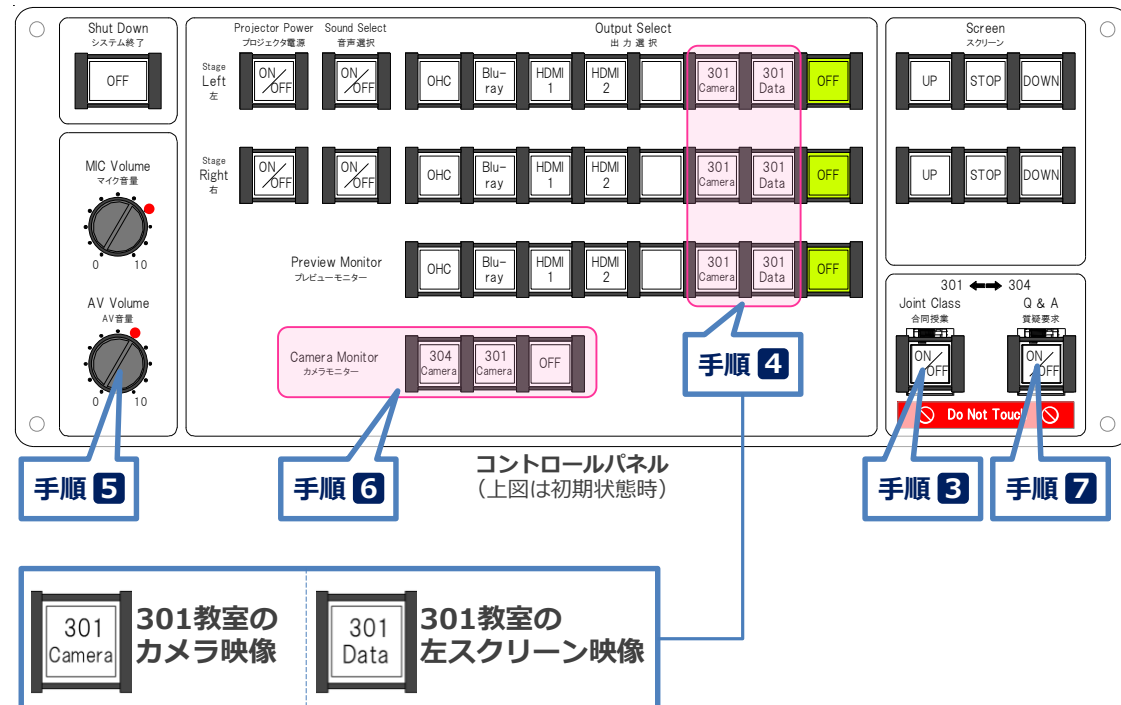 Shut Down
システム終了
OFF
MIC Volume
マイク音量
0 10
AV Volume
AV音量
0 10
Projector Power
プロジェクタ電源
Sound Select
音声選択
Output Select
出力選択
Stage
Left
左
ON/OFF
ON/OFF
OHC
Blu-
ray
HDMI
1
HDMI
2
301
Camera
301
Data
OFF
Stage
Right
右
ON/OFF
ON/OFF
OHC
Blu-
ray
HDMI
1
HDMI
2
301
Camera
301
Data
OFF
Preview Monitor
プレビューモニター
OHC
Blu-
ray
HDMI
1
HDMI
2
301
Camera
301
Data
OFF
Camera Monitor
カメラモニター
304
Camera
301
Camera
OFF
Screen
スクリーン
UP
STOP
DOWN
UP
STOP
DOWN
301 ⬅➡ 304
Joint Class
合同授業
ON/OFF
Q & A
質疑要求
ON/OFF
Do Not Touch
手順 4
手順 5
手順 6
手順 3
手順 7
コントロールパネル
（上図は初期状態時）
301
Camera
301教室の
カメラ映像
301
Data
301教室の
左スクリーン映像